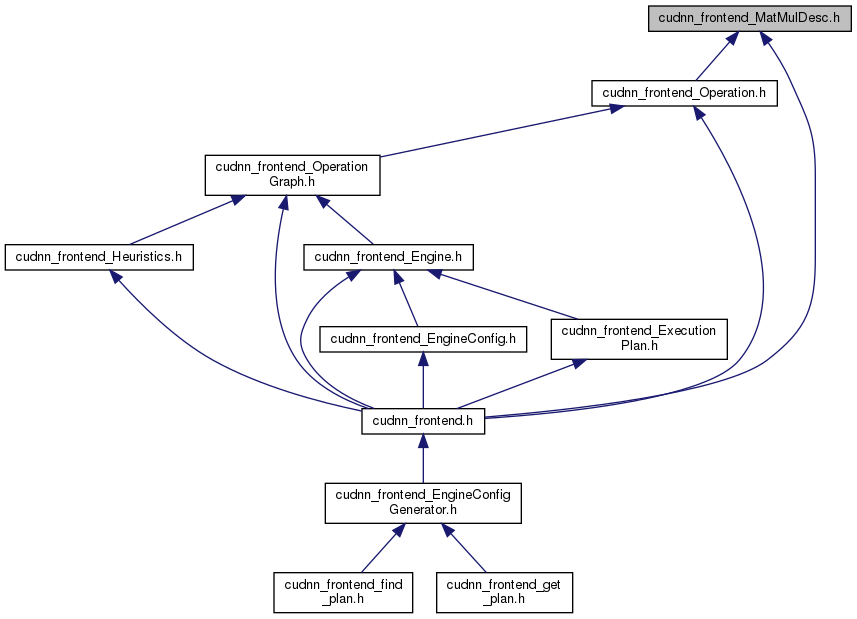 cudnn_frontend_MatMulDesc.h
cudnn_frontend_Operation.h
cudnn_frontend_Operation
Graph.h
cudnn_frontend_Heuristics.h
cudnn_frontend_Engine.h
cudnn_frontend_EngineConfig.h
cudnn_frontend_Execution
Plan.h
cudnn_frontend.h
cudnn_frontend_EngineConfig
Generator.h
cudnn_frontend_find
_plan.h
cudnn_frontend_get
_plan.h